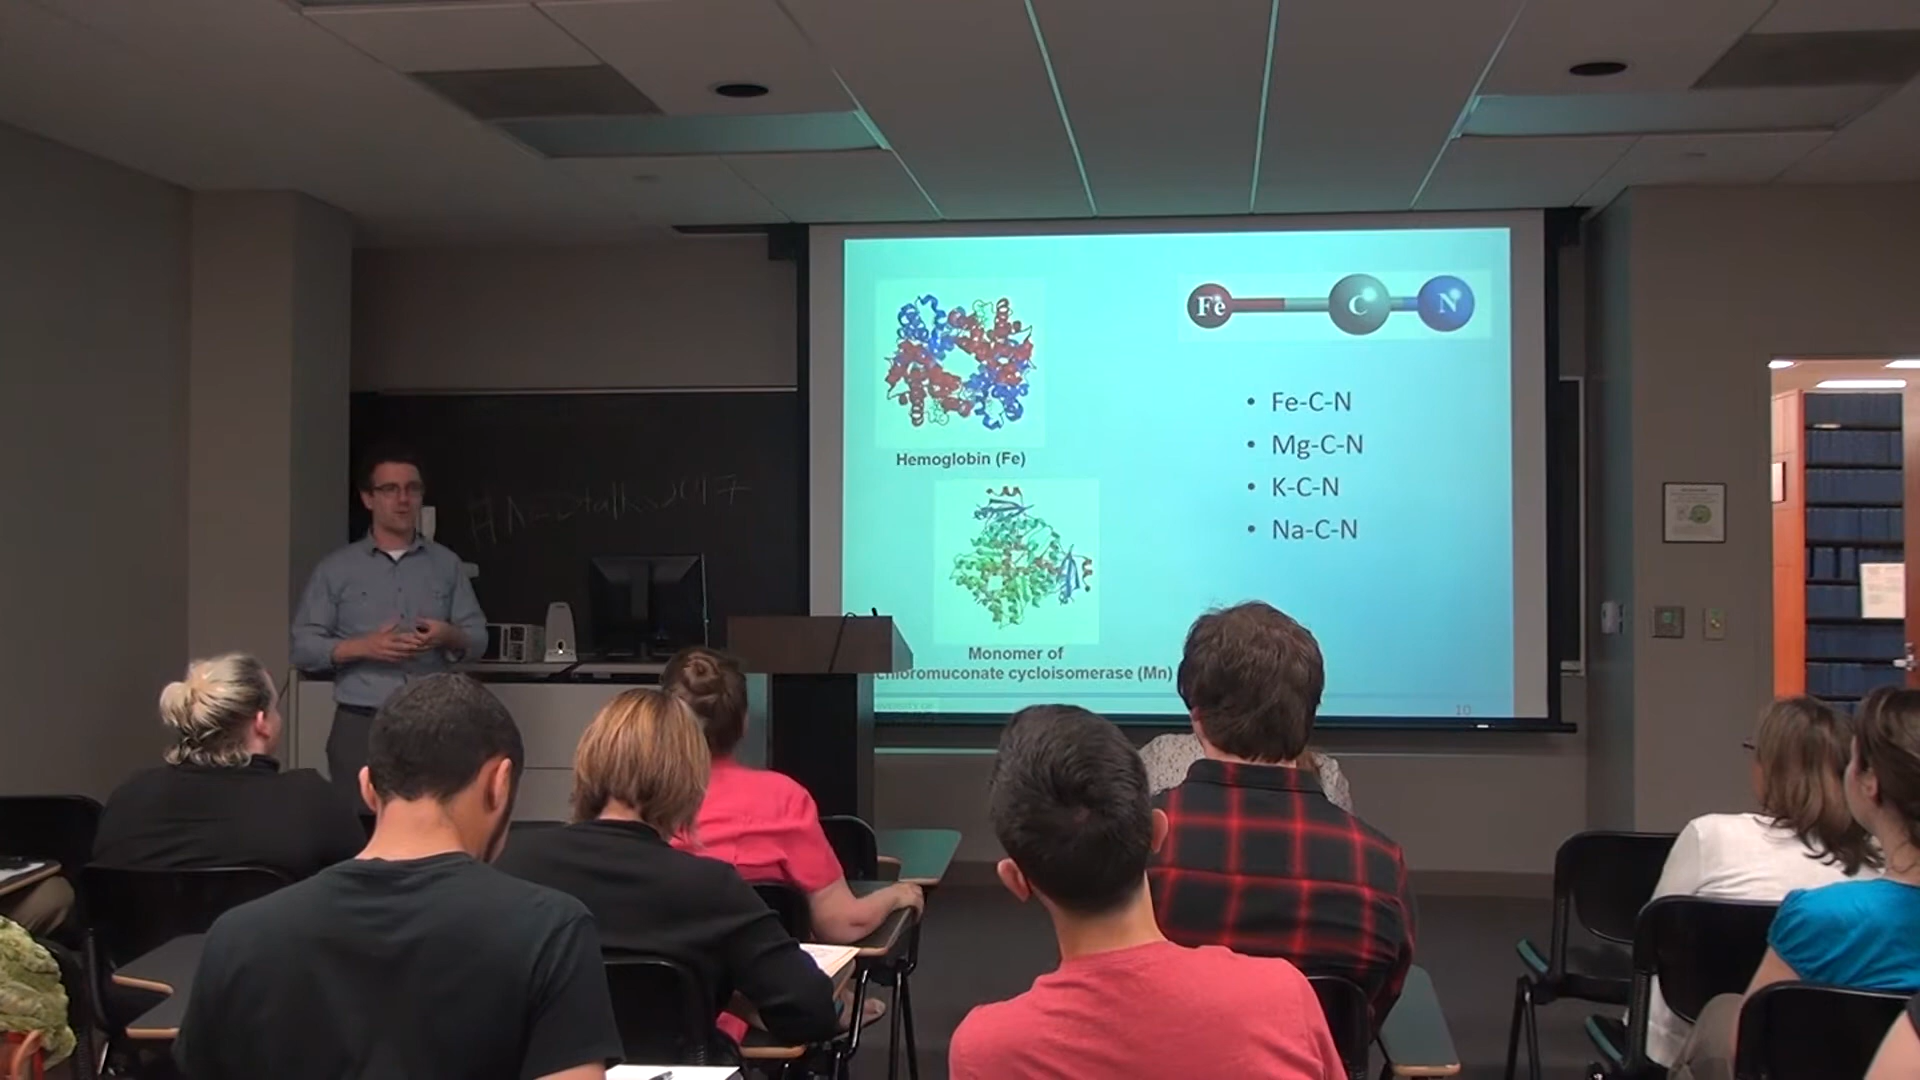 Fe C N
Hemoglobin (Fe)
• Fe-C-N
• Mg-C-N
• K-C-N
• Na-C-N
Monomer of
chloromuconate cycloisomerase (Mn)
10